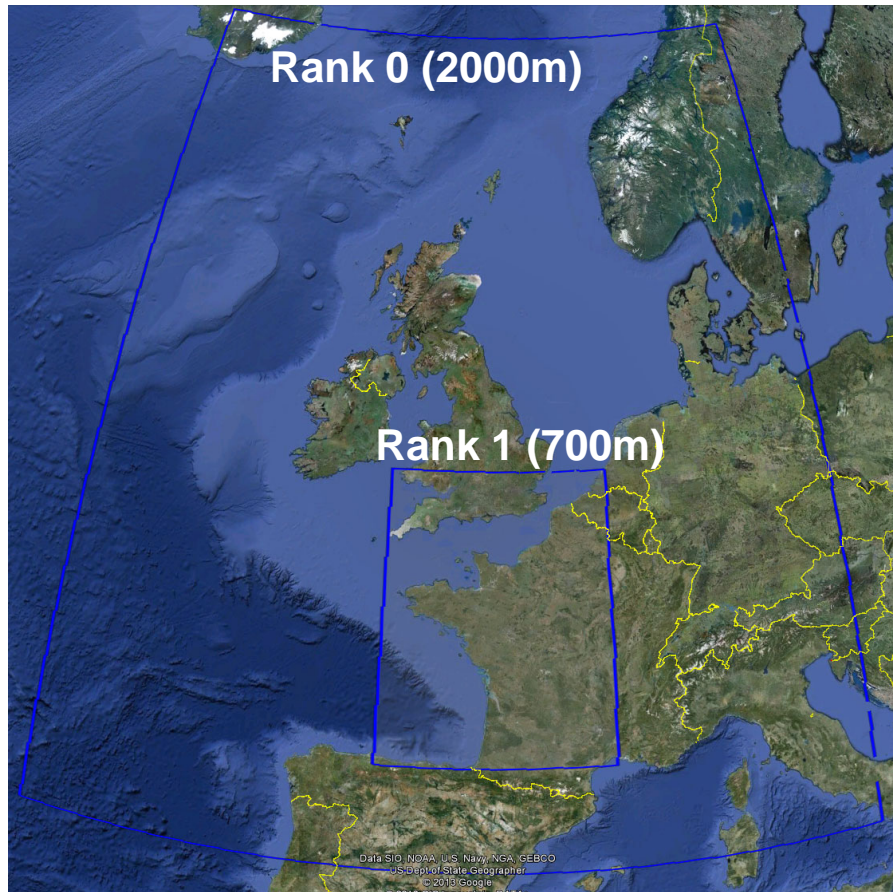 Rank 0 (2000m)
Rank 1 (700m)
Data SIO, NOAA, U.S. Navy, NGA, GEBCO
US Dept of State Geographer
© 2013 Google